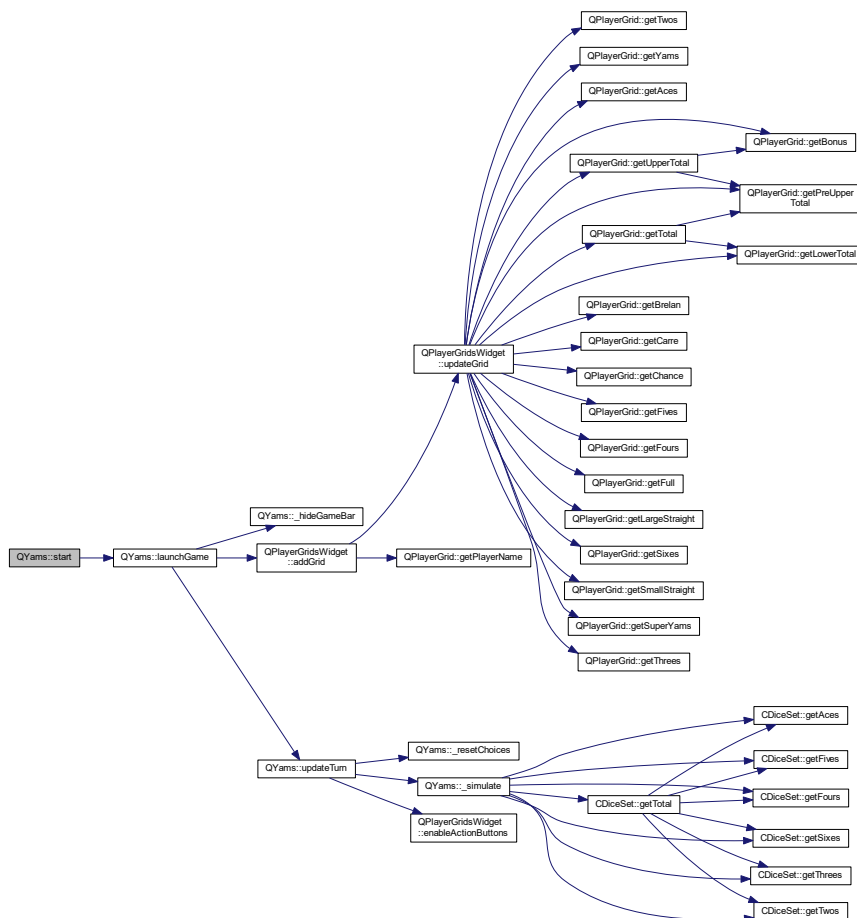 QPlayerGrid::getTwos
QPlayerGrid::getYams
QPlayerGrid::getAces
QPlayerGrid::getBonus
QPlayerGrid::getUpperTotal
QPlayerGrid::getPreUpper
Total
QPlayerGrid::getTotal
QPlayerGrid::getLowerTotal
QPlayerGrid::getBrelan
QPlayerGrid::getCarre
QPlayerGridsWidget
::updateGrid
QPlayerGrid::getChance
QPlayerGrid::getFives
QPlayerGrid::getFours
QPlayerGrid::getFull
QPlayerGrid::getLargeStraight
QYams::_hideGameBar
QPlayerGrid::getSixes
QYams::start
QYams::launchGame
QPlayerGridsWidget
::addGrid
QPlayerGrid::getPlayerName
QPlayerGrid::getSmallStraight
QPlayerGrid::getSuperYams
QPlayerGrid::getThrees
CDiceSet::getAces
QYams::_resetChoices
CDiceSet::getFives
QYams::updateTurn
QYams::_simulate
CDiceSet::getFours
CDiceSet::getTotal
QPlayerGridsWidget
::enableActionButtons
CDiceSet::getSixes
CDiceSet::getThrees
CDiceSet::getTwos